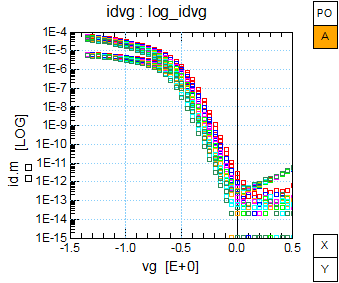 idvg : log_idvg
PO
A
1E-4
1E-5
1E-6
1E-7
1E-8
1E-9
1E-10
1E-11
1E-12
1E-13
1E-14
1E-15
id.m [LOG]
-1.5
-1.0
-0.5
0.0
0.5
vg [E+0]
X
Y